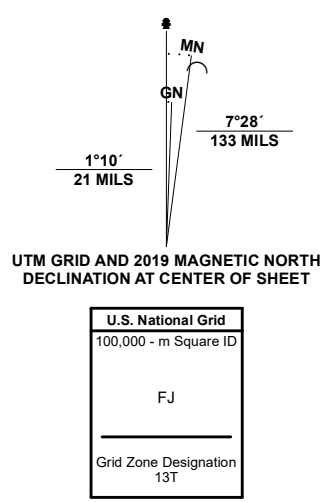 MN
GN
7°28´
133 MILS
1°10´
21 MILS
UTM GRID AND 2019 MAGNETIC NORTH
DECLINATION AT CENTER OF SHEET
U.S. National Grid
100,000 - m Square ID
FJ
Grid Zone Designation
13T